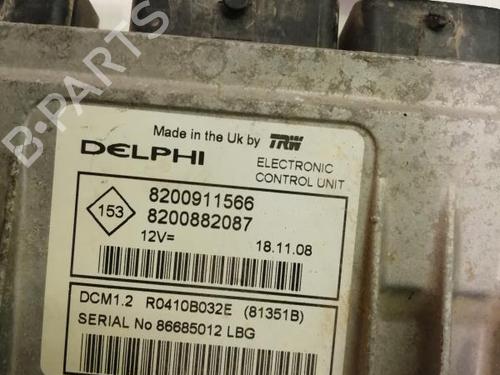 B-PARTS
Made in the Uk by TRW
DELPHI
ELECTRONIC
CONTROL UNIT
153
8200911566
8200882087
12V=
18.11.08
DCM1.2 R0410B032E (81351B)
SERIAL No 86685012 LBG